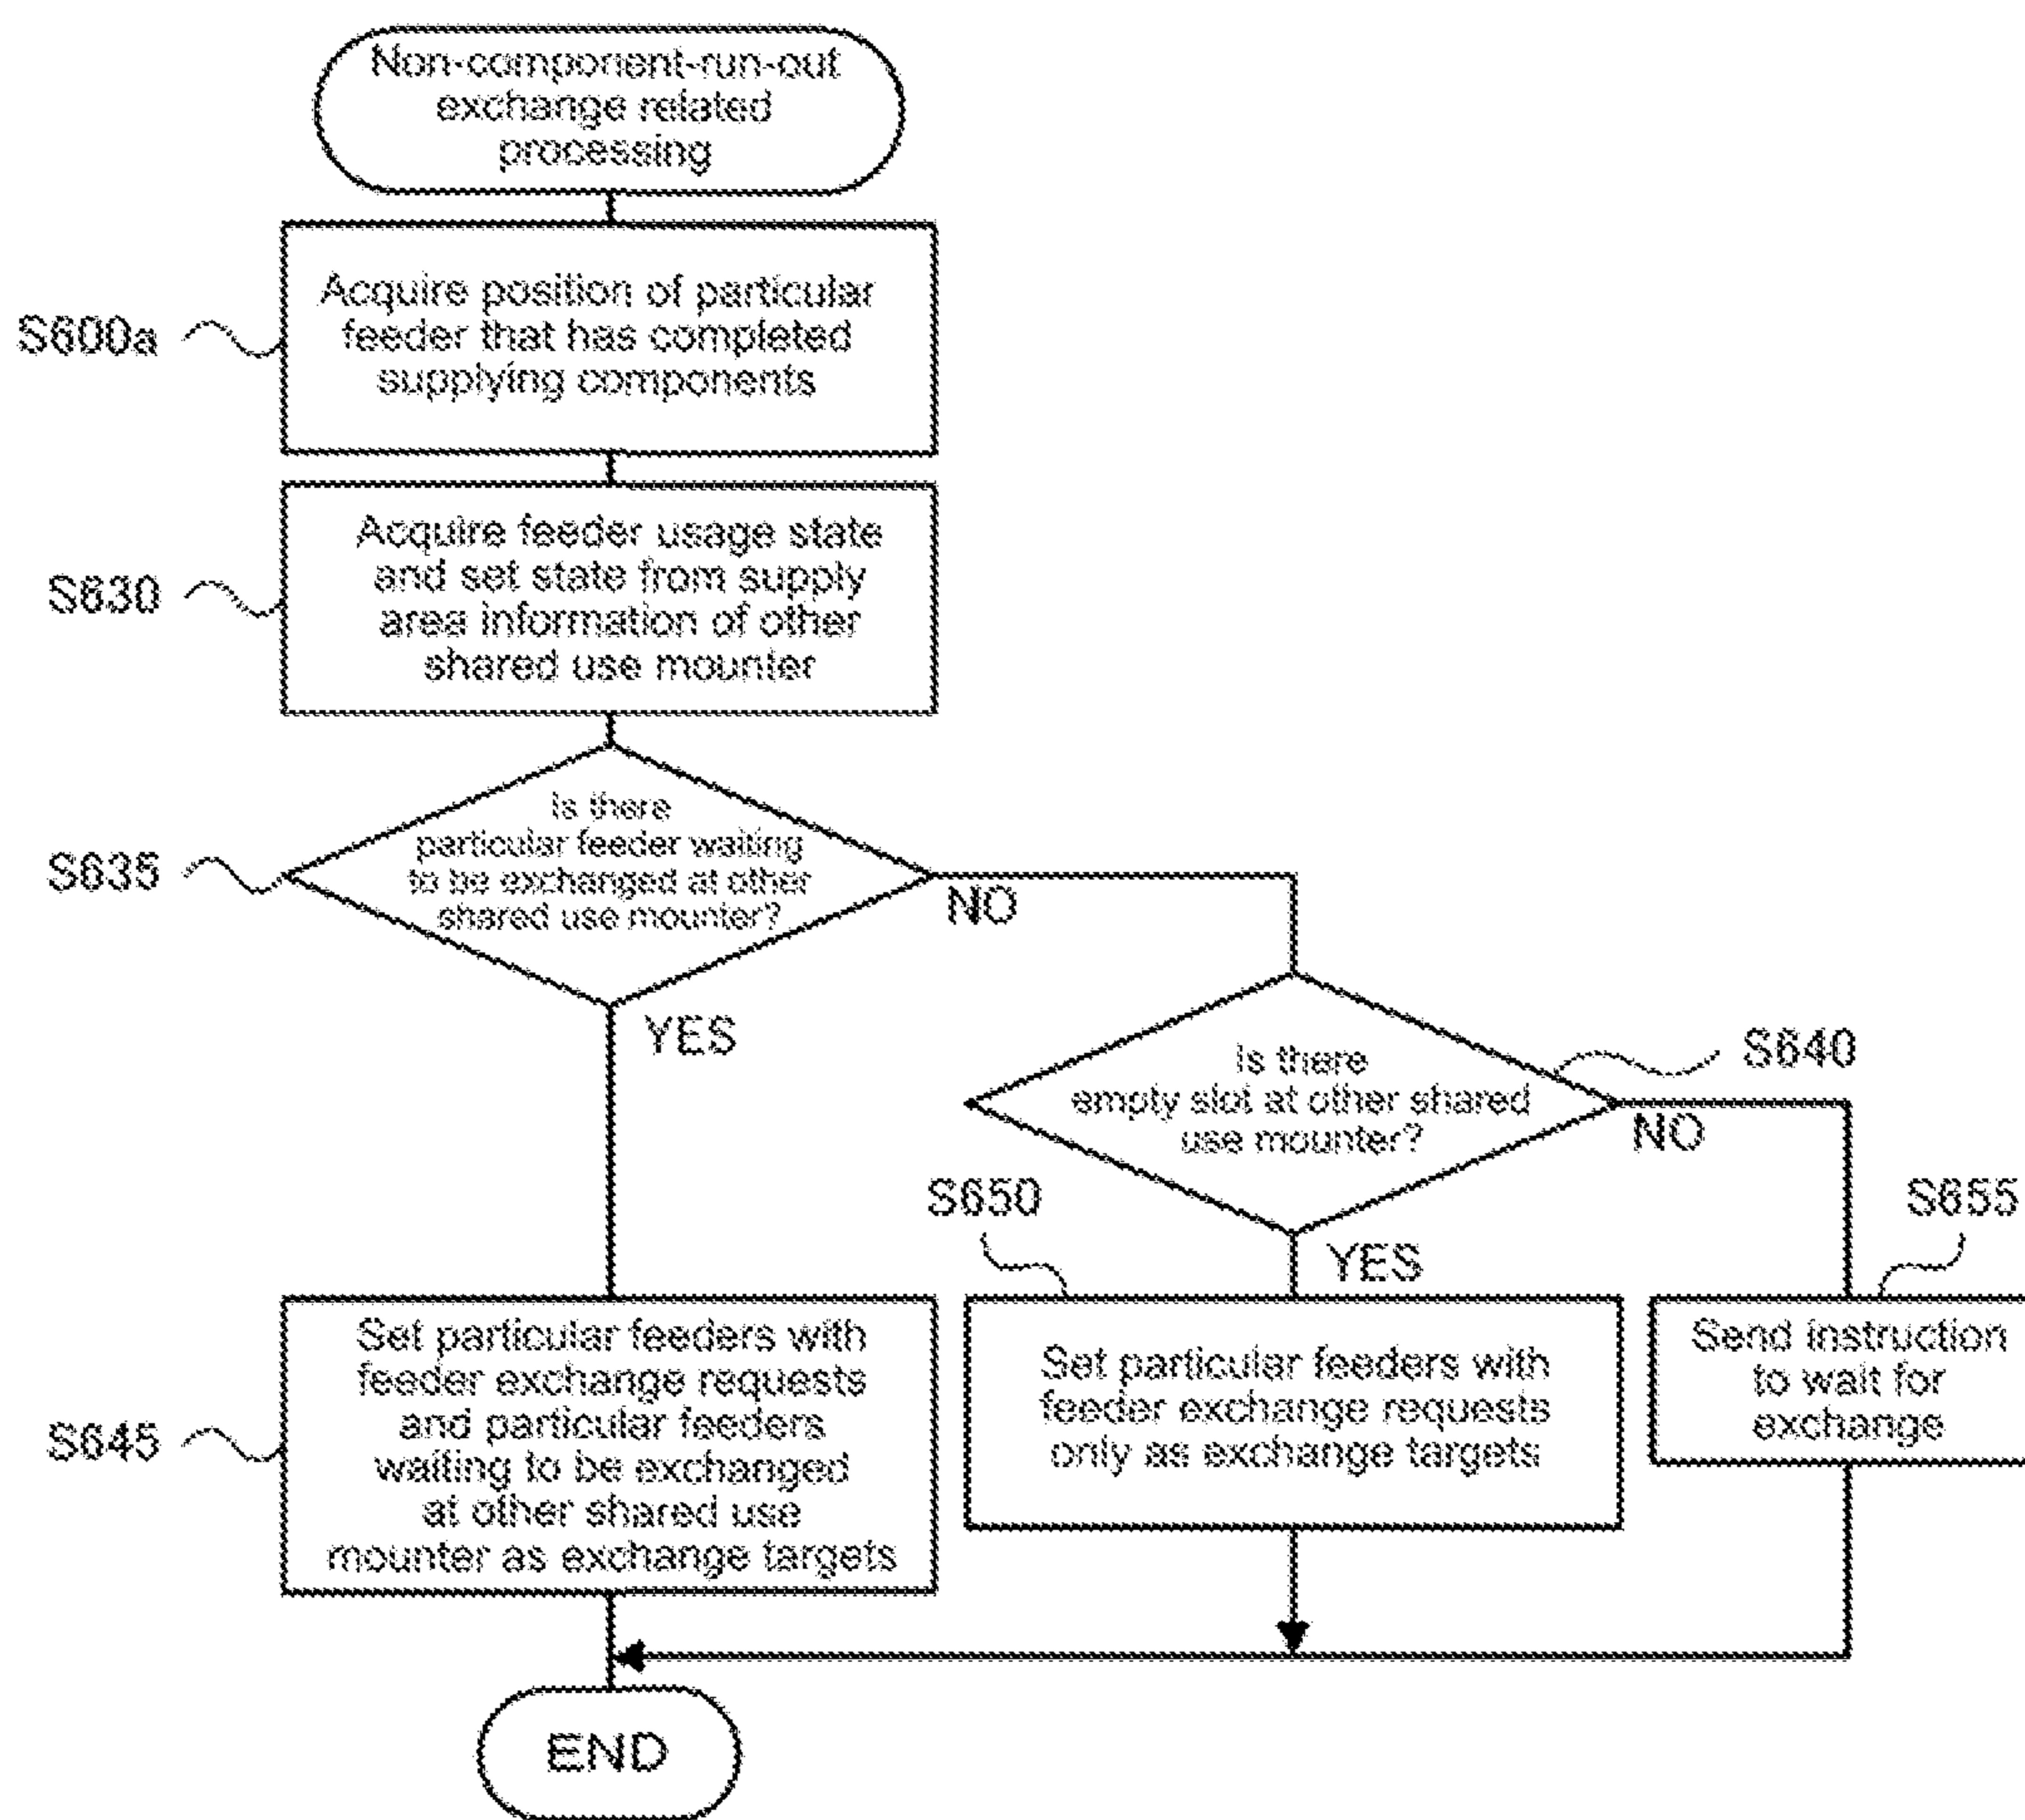 Non-component-run-out
exchange related
processing
S600a
Acquire position of particular
feeder that has completed
supplying components
S630
Acquire feeder usage state
and set state from supply
area information of other
shared use mounter
S635
Is there
particular feeder waiting
to be exchanged at other
shared use mounter?
NO
YES
S640
Is there
empty slot at other shared
use mounter?
NO
YES
S645
Set particular feeders with
feeder exchange requests
and particular feeders
waiting to be exchanged
at other shared use
mounter as exchange targets
S650
Set particular feeders with
feeder exchange requests
only as exchange targets
S655
Send instruction
to wait for
exchange
END